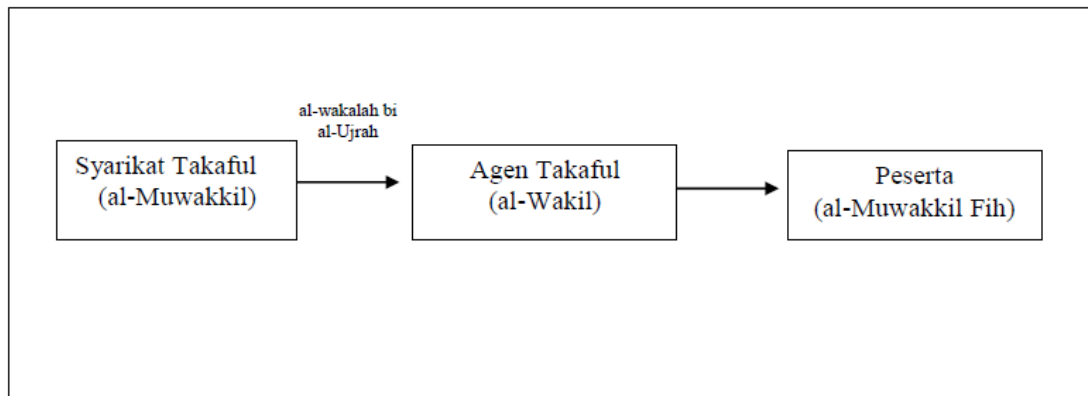 al-wakalah bi
al-Ujrah
Syarikat Takaful
(al-Muwakkil)
Agen Takaful
(al-Wakil)
Peserta
(al-Muwakkil Fih)